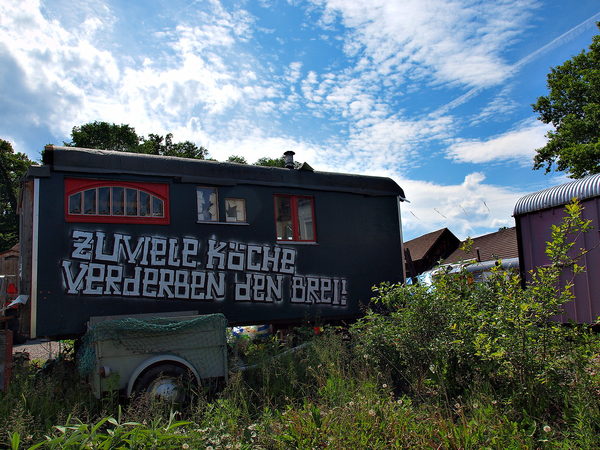 ZUVIELE KÖCHE
VERDERBEN DEN BREI!